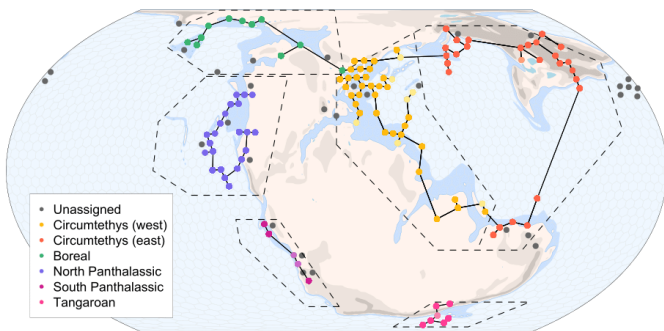 Unassigned
Circumtethys (west)
Circumtethys (east)
Boreal
North Panthalassic
South Panthalassic
Tangaroan